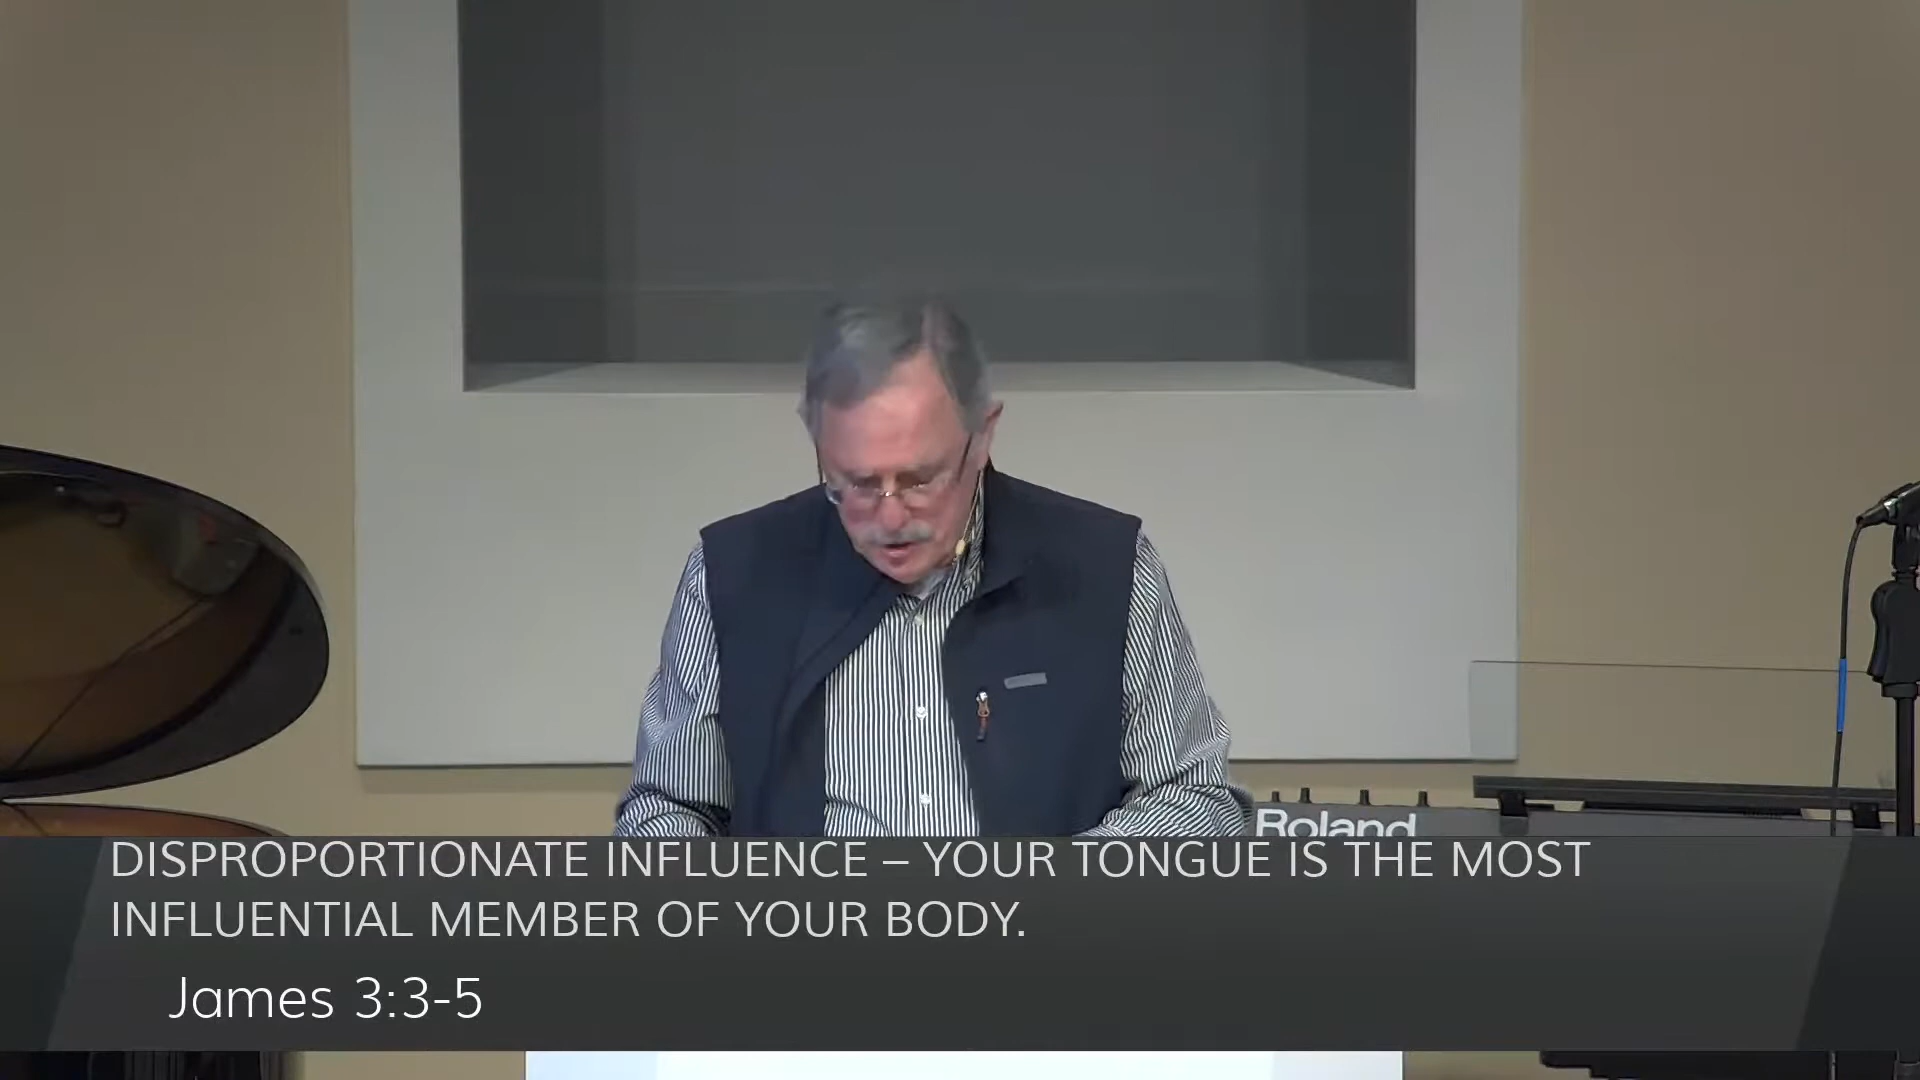 Roland
DISPROPORTIONATE INFLUENCE – YOUR TONGUE IS THE MOST
INFLUENTIAL MEMBER OF YOUR BODY.
James 3:3-5